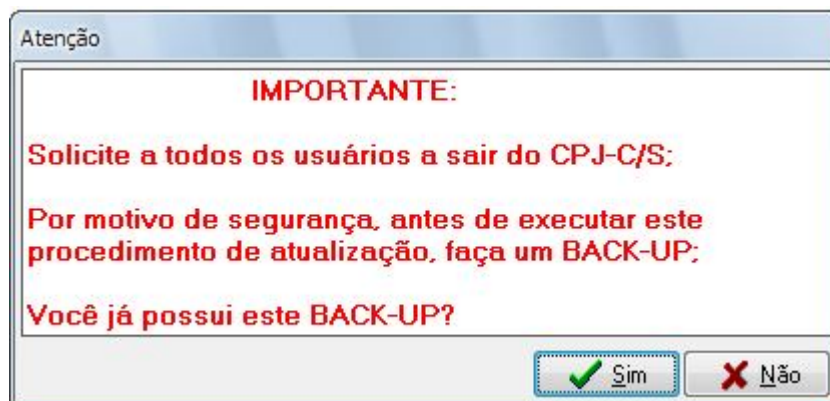 Atenção
IMPORTANTE:
Solicite a todos os usuários a sair do CPJ-C/S;
Por motivo de segurança, antes de executar este
procedimento de atualização, faça um BACK-UP;
Você já possui este BACK-UP?
Sim
Não